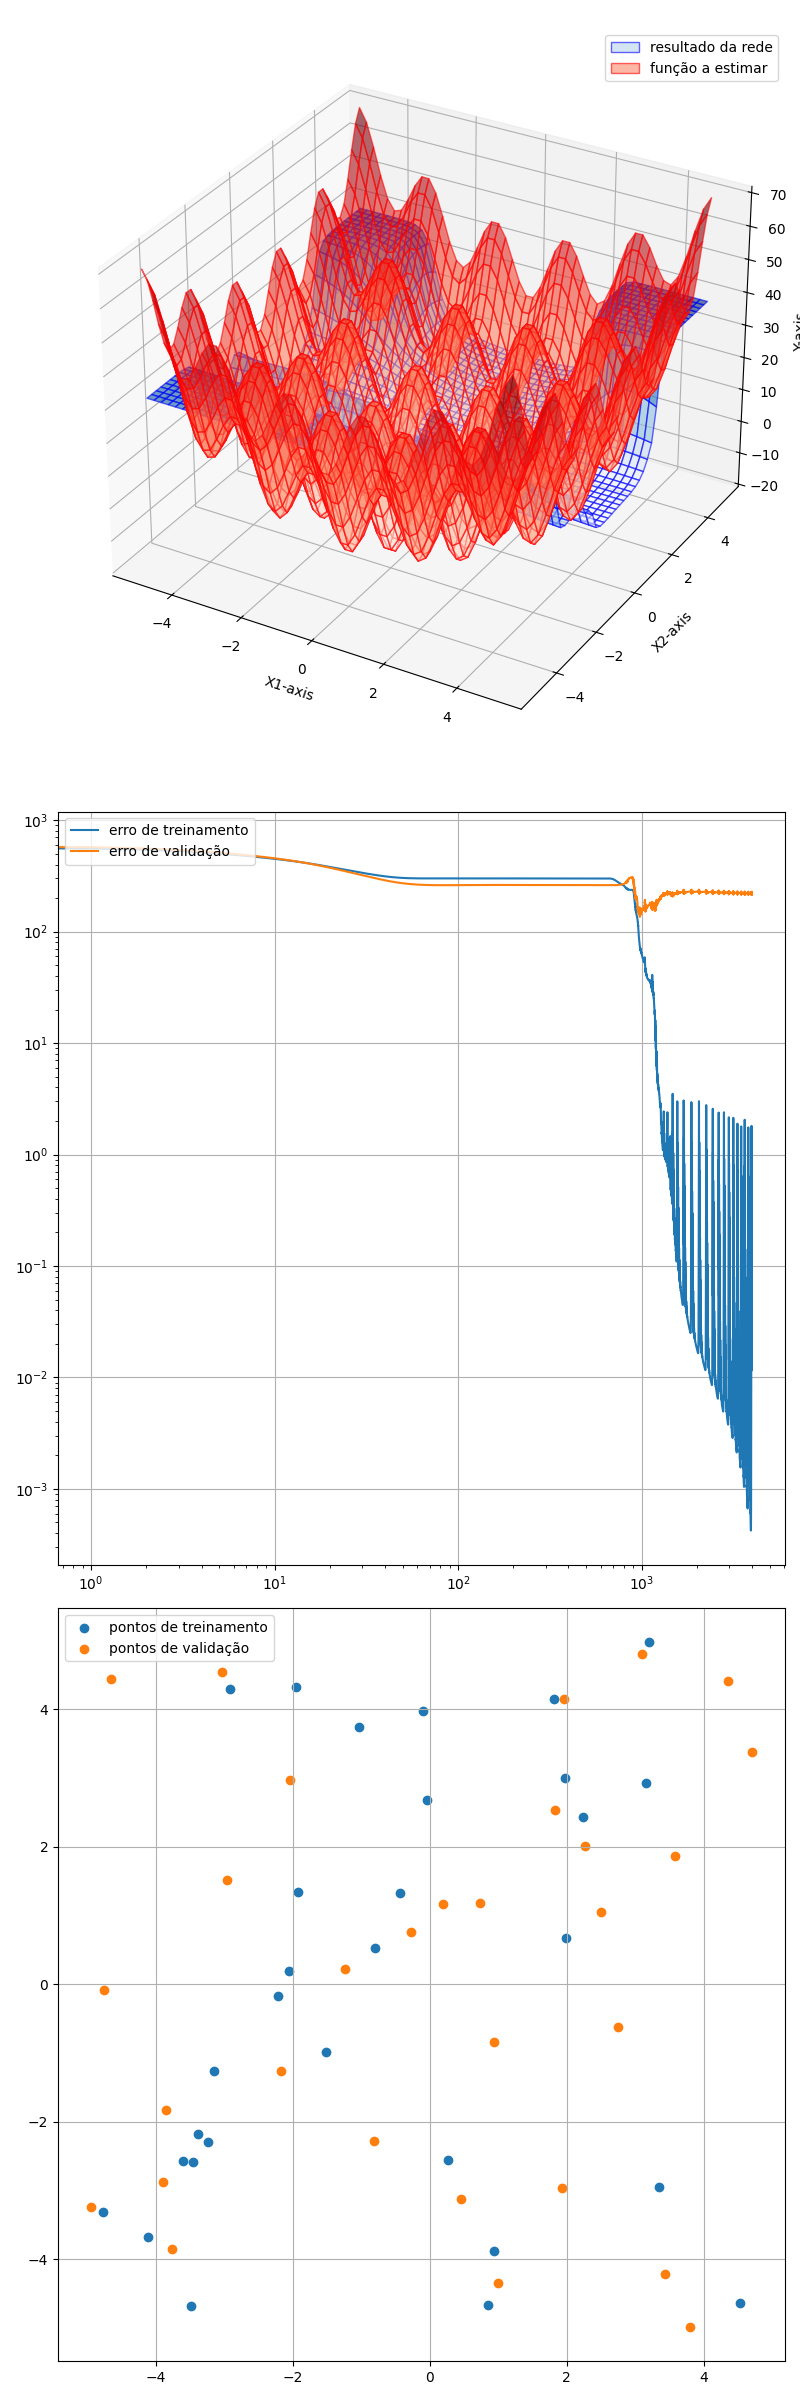 resultado da rede
função a estimar
70
60
50
40
30
20
10
0
−10
−20
−4
−2
0
2
4
X1-axis
−4
−2
0
2
4
X2-axis
Y-axis
10³
10²
10¹
10⁰
10⁻¹
10⁻²
10⁻³
erro de treinamento
erro de validação
10⁰ 10¹ 10² 10³
pontos de treinamento
pontos de validação
4
2
0
−2
−4
−4 −2 0 2 4